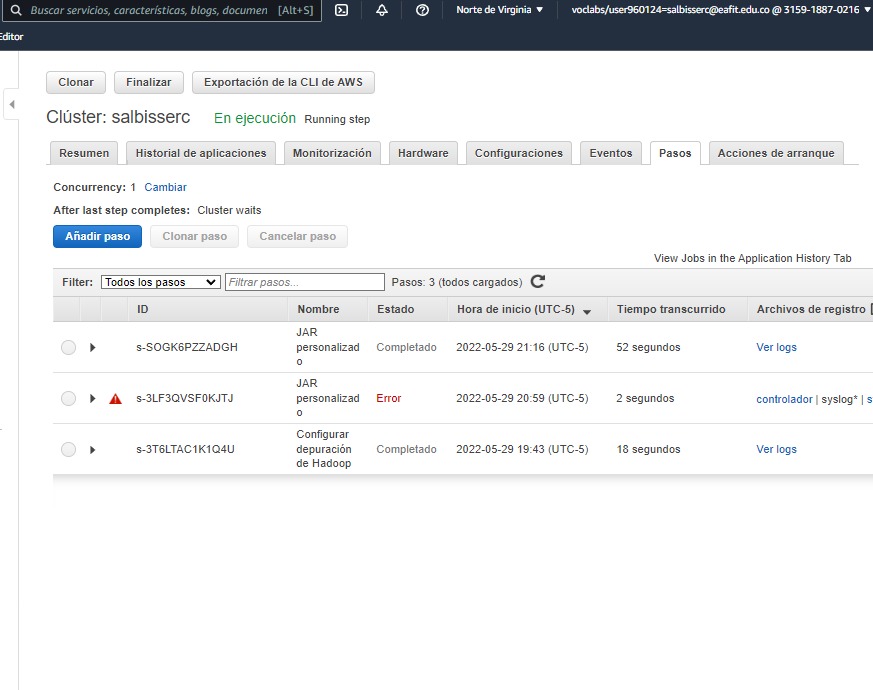 Buscar servicios, características, blogs, documen [Alt+S] Norte de Virginia voclabs/user960124=salbisserc@eafit.edu.co @ 3159-1887-0216
Editor
Clonar Finalizar Exportación de la CLI de AWS
Clúster: salbisserc En ejecución Running step
Resumen Historial de aplicaciones Monitorización Hardware Configuraciones Eventos Pasos Acciones de arranque
Concurrency: 1 Cambiar
After last step completes: Cluster waits
Añadir paso Clonar paso Cancelar paso
View Jobs in the Application History Tab
Filter: Todos los pasos Filtrar pasos... Pasos: 3 (todos cargados)
ID Nombre Estado Hora de inicio (UTC-5) Tiempo transcurrido Archivos de registro
JAR
s-SOGK6PZZADGH personalizad Completado 2022-05-29 21:16 (UTC-5) 52 segundos Ver logs
o
JAR
s-3LF3QVSF0KJTJ personalizad Error 2022-05-29 20:59 (UTC-5) 2 segundos controlador | syslog* | s
o
Configurar
s-3T6LTAC1K1Q4U depuración Completado 2022-05-29 19:43 (UTC-5) 18 segundos Ver logs
de Hadoop